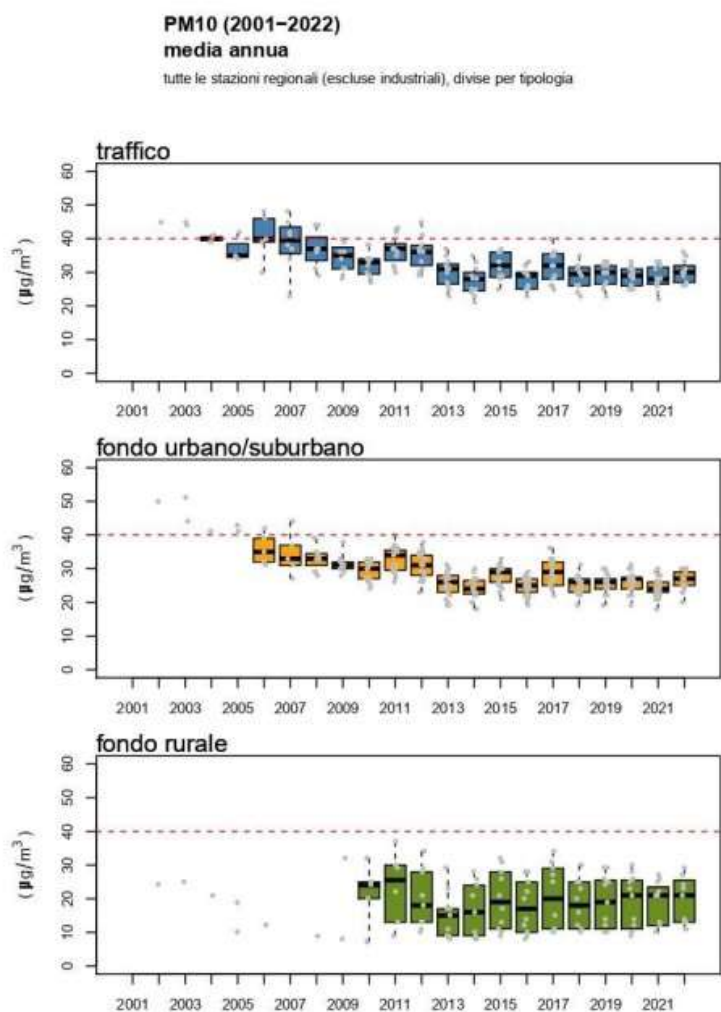 PM10 (2001−2022)
media annua
tutte le stazioni regionali (escluse industriali), divise per tipologia
traffico
60
50
40
30
20
10
0
(µg/m³)
2001 2003 2005 2007 2009 2011 2013 2015 2017 2019 2021
fondo urbano/suburbano
60
50
40
30
20
10
0
(µg/m³)
2001 2003 2005 2007 2009 2011 2013 2015 2017 2019 2021
fondo rurale
60
50
40
30
20
10
0
(µg/m³)
2001 2003 2005 2007 2009 2011 2013 2015 2017 2019 2021